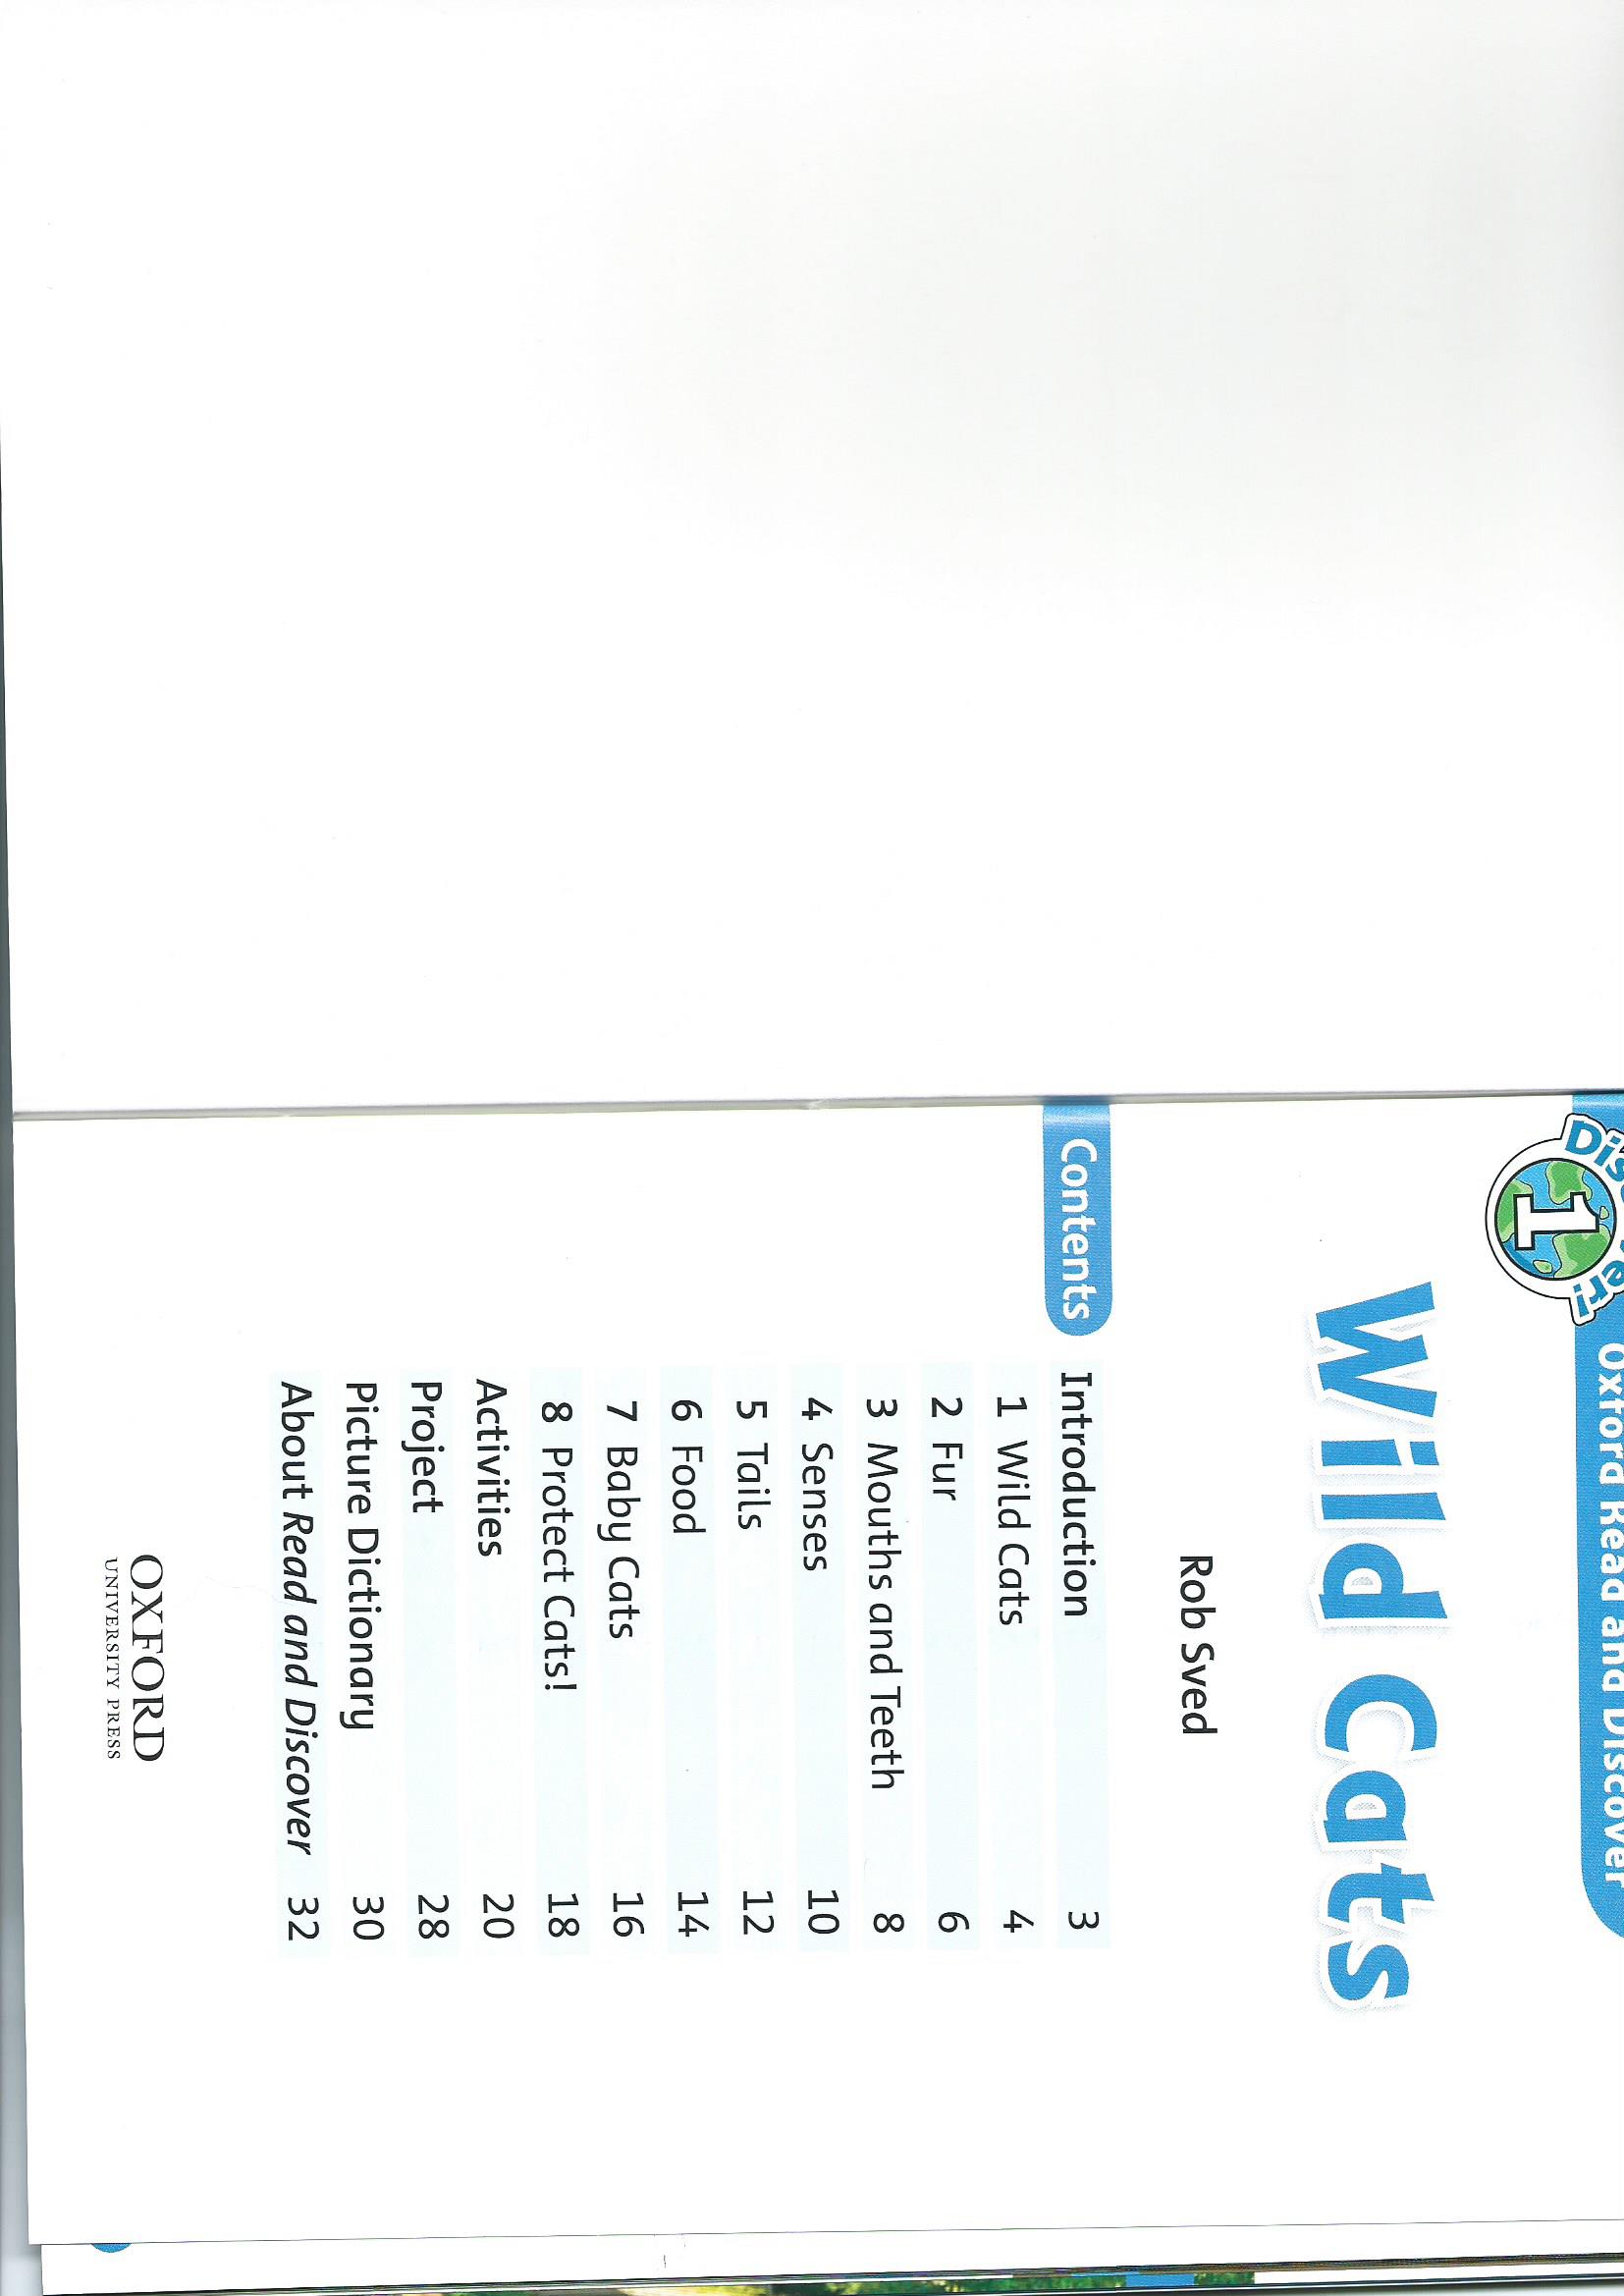 Discover!
1
Oxford Read and Discover
Wild Cats
Rob Sved
Contents
Introduction 3
1 Wild Cats 4
2 Fur 6
3 Mouths and Teeth 8
4 Senses 10
5 Tails 12
6 Food 14
7 Baby Cats 16
8 Protect Cats! 18
Activities 20
Project 28
Picture Dictionary 30
About Read and Discover 32
OXFORD
UNIVERSITY PRESS